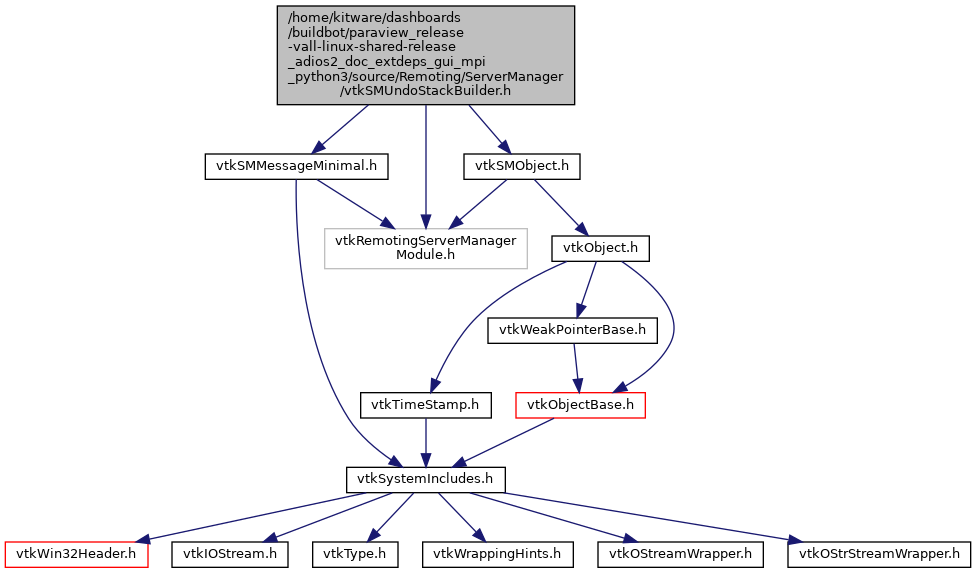 /home/kitware/dashboards
/buildbot/paraview_release
-vall-linux-shared-release
_adios2_doc_extdeps_gui_mpi
_python3/source/Remoting/ServerManager
/vtkSMUndoStackBuilder.h
vtkSMMessageMinimal.h
vtkSMObject.h
vtkRemotingServerManager
Module.h
vtkObject.h
vtkWeakPointerBase.h
vtkTimeStamp.h
vtkObjectBase.h
vtkSystemIncludes.h
vtkWin32Header.h
vtkIOStream.h
vtkType.h
vtkWrappingHints.h
vtkOStreamWrapper.h
vtkOStrStreamWrapper.h